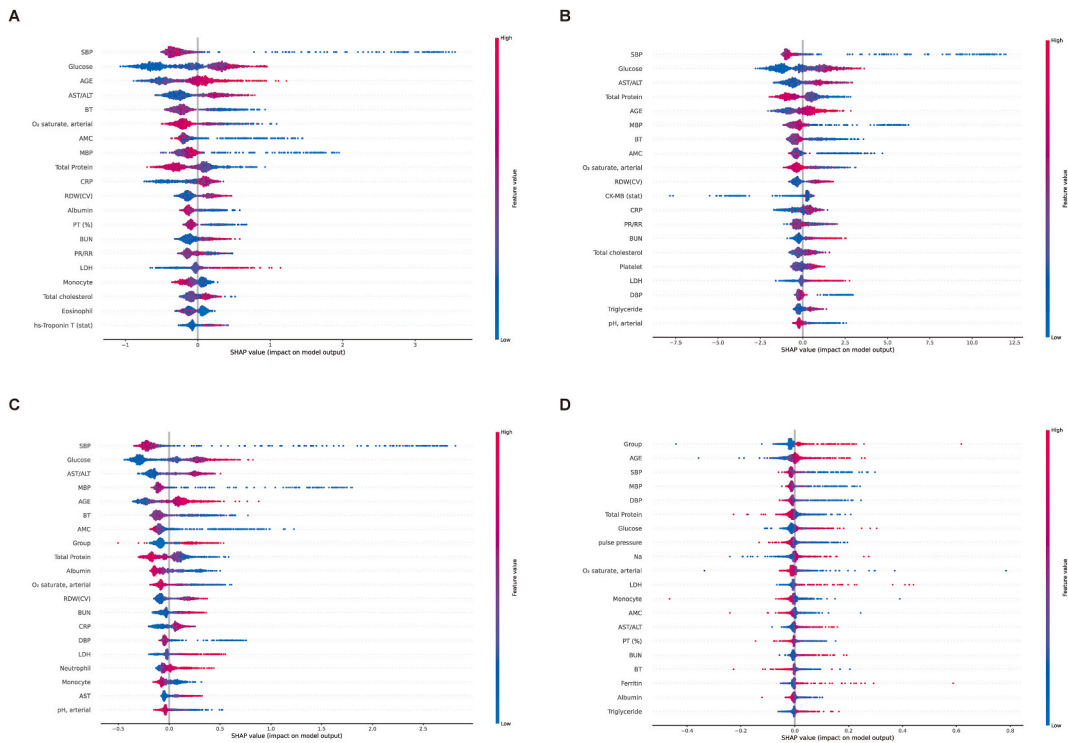 A
High
SBP
Glucose
AGE
AST/ALT
BT
O₂ saturate, arterial
AMC
MBP
Total Protein
CRP
RDW(CV)
Albumin
PT (%)
BUN
PR/RR
LDH
Monocyte
Total cholesterol
Eosinophil
hs-Troponin T (stat)
Feature value
Low
−1 0 1 2 3
SHAP value (impact on model output)
B
High
SBP
Glucose
AST/ALT
Total Protein
AGE
MBP
BT
AMC
O₂ saturate, arterial
RDW(CV)
CK-MB (stat)
CRP
PR/RR
BUN
Total cholesterol
Platelet
LDH
DBP
Triglyceride
pH, arterial
Feature value
Low
−7.5 −5.0 −2.5 0.0 2.5 5.0 7.5 10.0 12.5
SHAP value (impact on model output)
C
High
SBP
Glucose
AST/ALT
MBP
AGE
BT
AMC
Group
Total Protein
Albumin
O₂ saturate, arterial
RDW(CV)
BUN
CRP
DBP
LDH
Neutrophil
Monocyte
AST
pH, arterial
Feature value
Low
−0.5 0.0 0.5 1.0 1.5 2.0 2.5
SHAP value (impact on model output)
D
High
Group
AGE
SBP
MBP
DBP
Total Protein
Glucose
pulse pressure
Na
O₂ saturate, arterial
LDH
Monocyte
AMC
AST/ALT
PT (%)
BUN
BT
Ferritin
Albumin
Triglyceride
Feature value
Low
−0.4 −0.2 0.0 0.2 0.4 0.6 0.8
SHAP value (impact on model output)